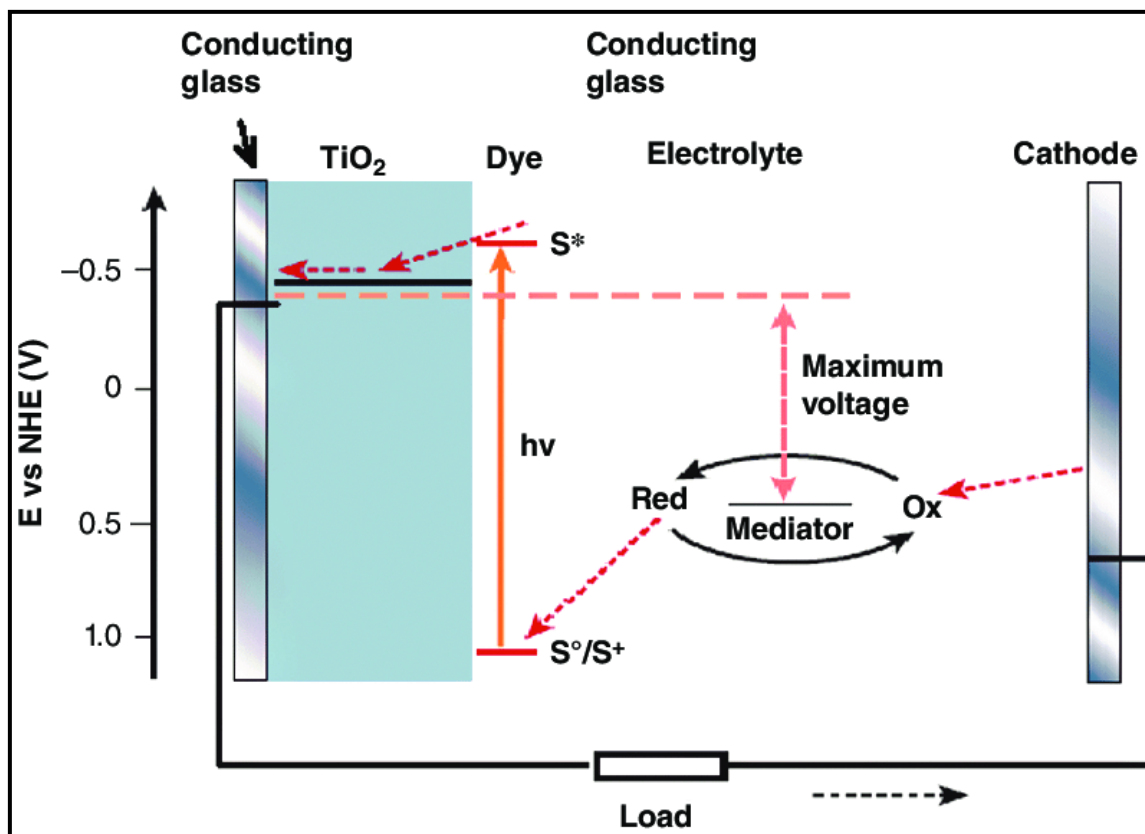 Conducting
glass
Conducting
glass
TiO₂
Dye
Electrolyte
Cathode
E vs NHE (V)
–0.5
0
0.5
1.0
S*
hv
Maximum
voltage
Red
Ox
Mediator
S°/S⁺
Load